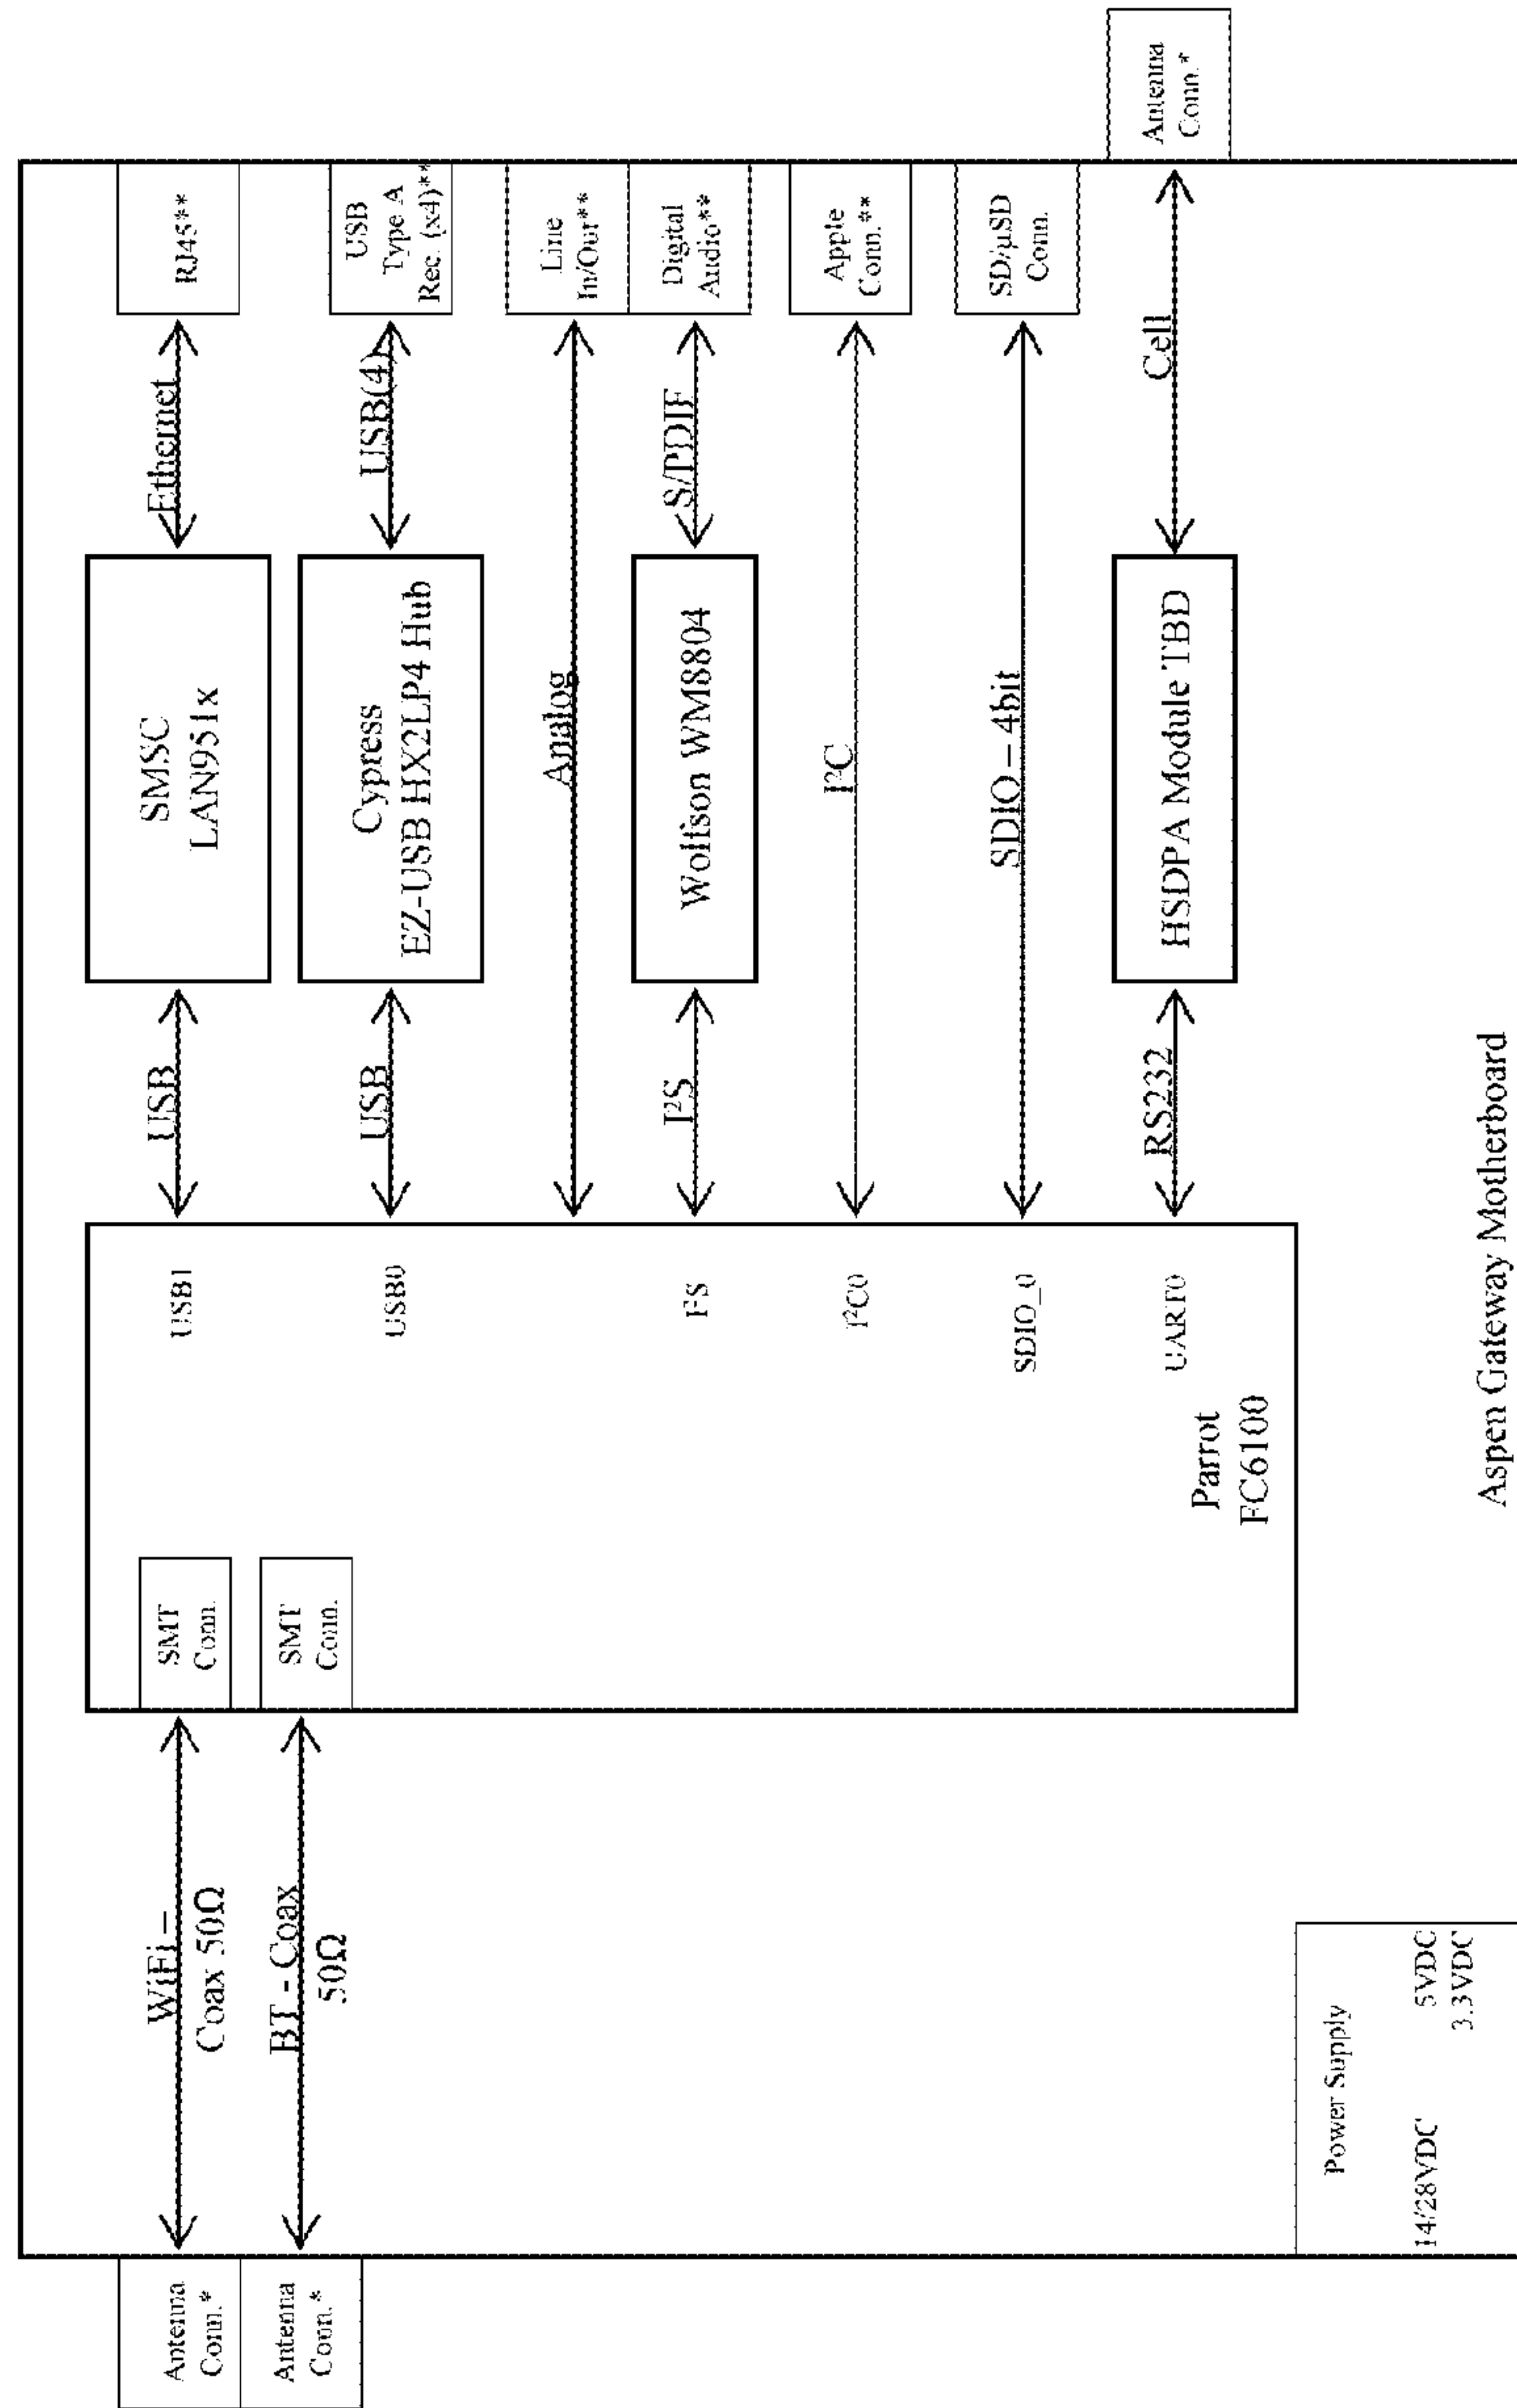 Antenna
Conn.*
Antenna
Conn.*
WiFi –
Coax 50Ω
BT - Coax
50Ω
SMT
Conn.
SMT
Conn.
USB1
USB0
I²S
I²C0
SDIO_0
UART0
Parrot
FC6100
USB
USB
Analog
I²S
I²C
SDIO – 4bit
RS232
SMSC
LAN951x
Cypress
EZ-USB HX2LP4 Hub
Wolfson WM8804
HSDPA Module TBD
Ethernet
USB(4)
S/PDIF
Cell
RJ45**
USB
Type A
Rec. (x4)**
Line
In/Our**
Digital
Audio**
Apple
Conn.**
SD/µSD
Conn.
Antenna
Conn.*
Power Supply
14/28VDC 5VDC
3.3VDC
Aspen Gateway Motherboard